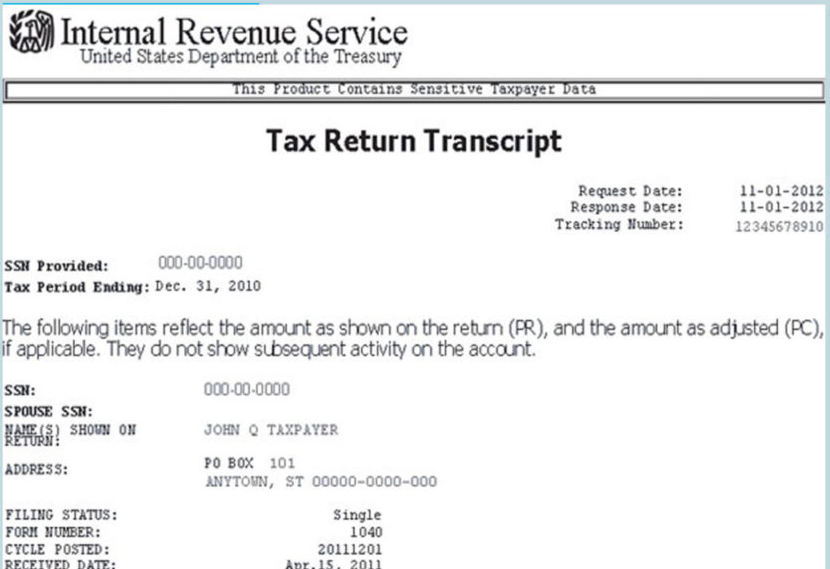 Internal Revenue Service
United States Department of the Treasury
This Product Contains Sensitive Taxpayer Data
Tax Return Transcript
Request Date: 11-01-2012
Response Date: 11-01-2012
Tracking Number: 12345678910
SSN Provided: 000-00-0000
Tax Period Ending: Dec. 31, 2010
The following items reflect the amount as shown on the return (PR), and the amount as adjusted (PC),
if applicable. They do not show subsequent activity on the account.
SSN: 000-00-0000
SPOUSE SSN:
NAME(S) SHOWN ON
RETURN: JOHN Q TAXPAYER
ADDRESS: PO BOX 101
ANYTOWN, ST 00000-0000-000
FILING STATUS: Single
FORM NUMBER: 1040
CYCLE POSTED: 20111201
RECEIVED DATE: Apr.15, 2011